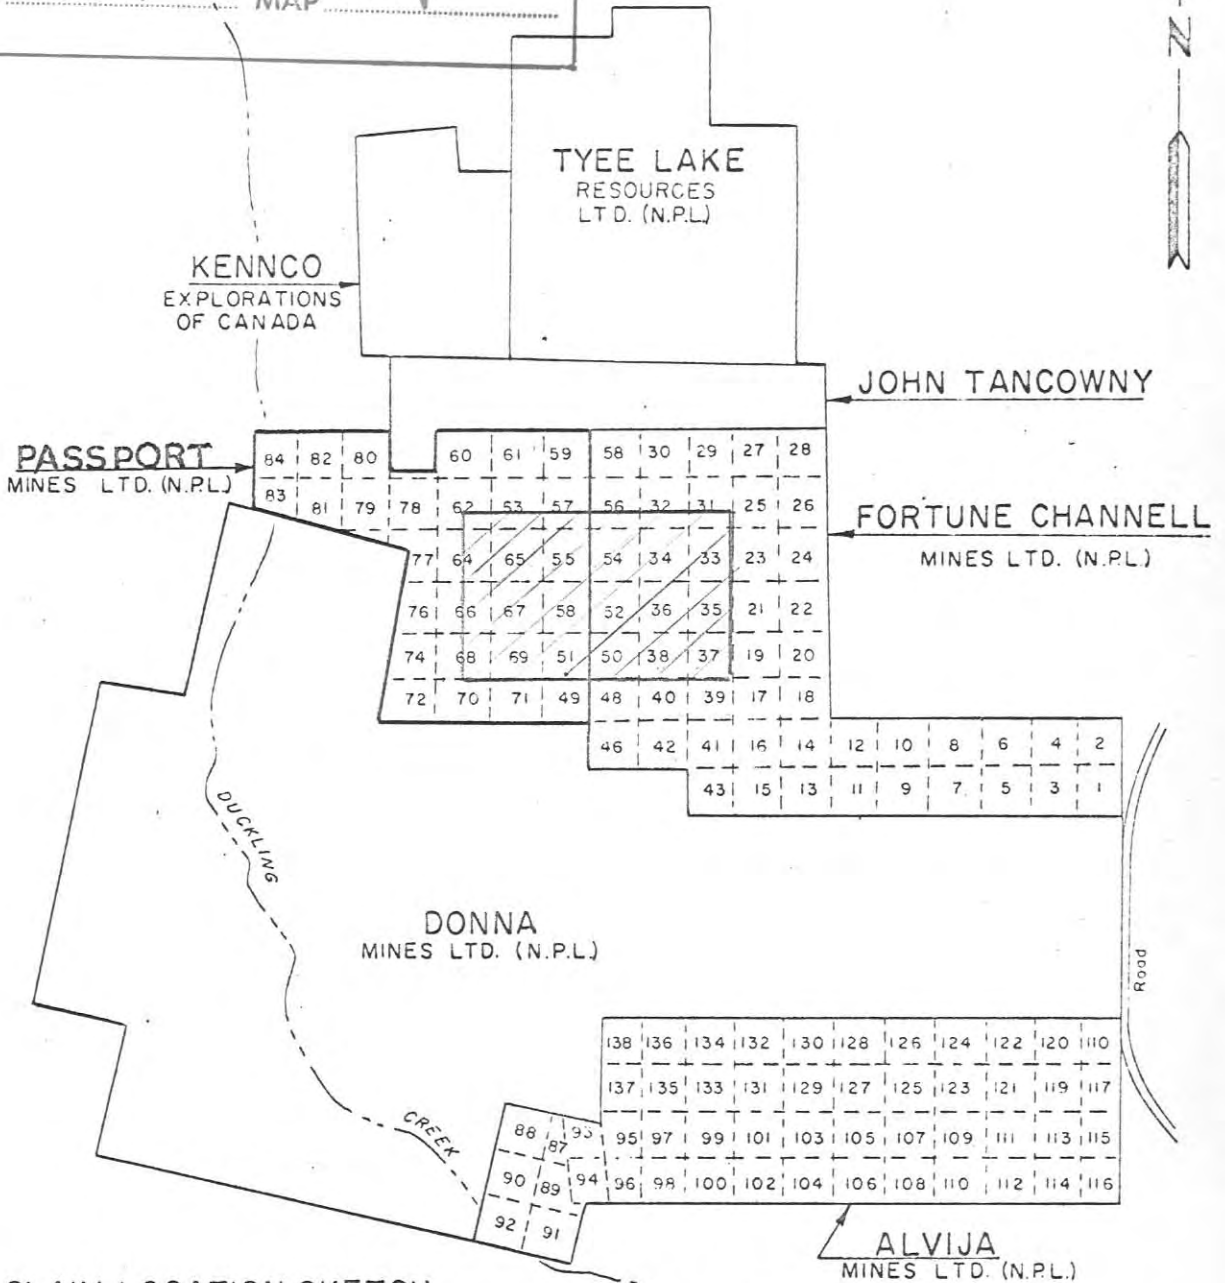 MAP
N
TYEE LAKE
RESOURCES
LTD. (N.P.L.)
KENNCO
EXPLORATIONS
OF CANADA
JOHN TANCOWNY
PASSPORT
MINES LTD. (N.P.L.)
FORTUNE CHANNELL
MINES LTD. (N.P.L.)
84 82 80 60 61 59 58 30 29 27 28
83 81 79 78 62 53 57 56 32 31 25 26
77 64 65 55 54 34 33 23 24
76 66 67 58 52 36 35 21 22
74 68 69 51 50 38 37 19 20
72 70 71 49 48 40 39 17 18
46 42 41 16 14 12 10 8 6 4 2
43 15 13 11 9 7 5 3 1
DUCKLING
CREEK
DONNA
MINES LTD. (N.P.L.)
Road
138 136 134 132 130 128 126 124 122 120 110
137 135 133 131 129 127 125 123 121 119 117
88 87 93 95 97 99 101 103 105 107 109 111 113 115
90 89 94 96 98 100 102 104 106 108 110 112 114 116
92 91
ALVIJA
MINES LTD. (N.P.L.)